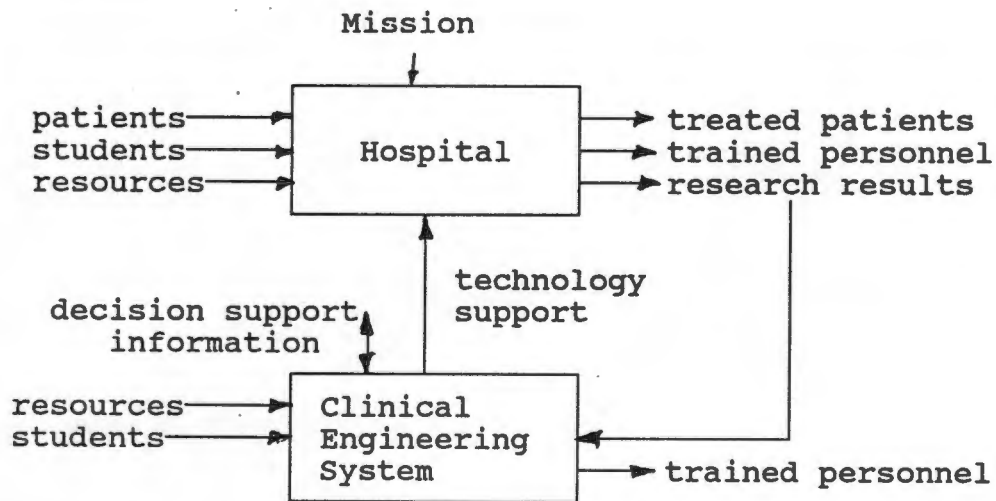 Mission
patients
students
resources
Hospital
treated patients
trained personnel
research results
technology
support
decision support
information
resources
students
Clinical
Engineering
System
trained personnel